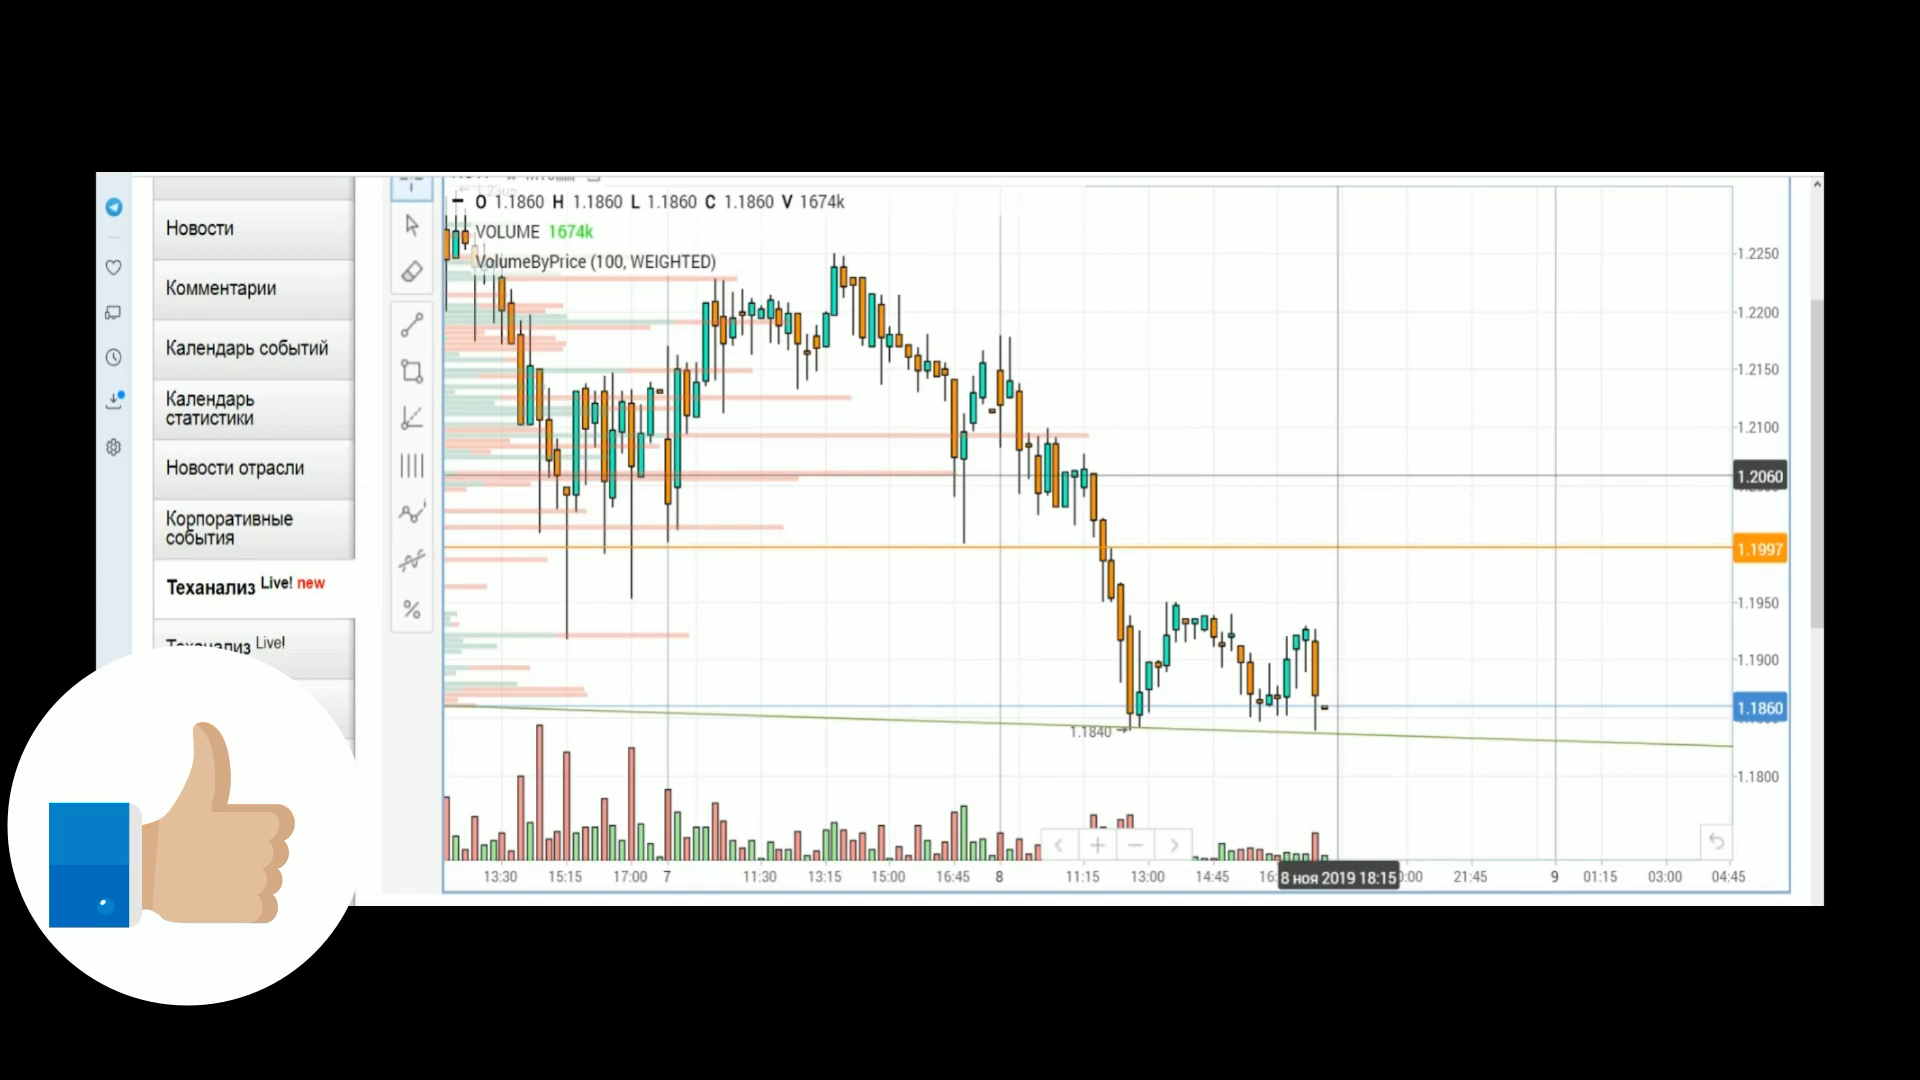 O 1.1860 H 1.1860 L 1.1860 C 1.1860 V 1674k
VOLUME 1674k
VolumeByPrice (100, WEIGHTED)
Новости
Комментарии
Календарь событий
Календарь
статистики
Новости отрасли
Корпоративные
события
Теханализ Live! new
Теханализ Live!
1.2250
1.2200
1.2150
1.2100
1.2060
1.1997
1.1950
1.1900
1.1860
1.1840
1.1800
13:30 15:15 17:00 7 11:30 13:15 15:00 16:45 8 11:15 13:00 14:45 8 ноя 2019 18:15 21:45 9 01:15 03:00 04:45